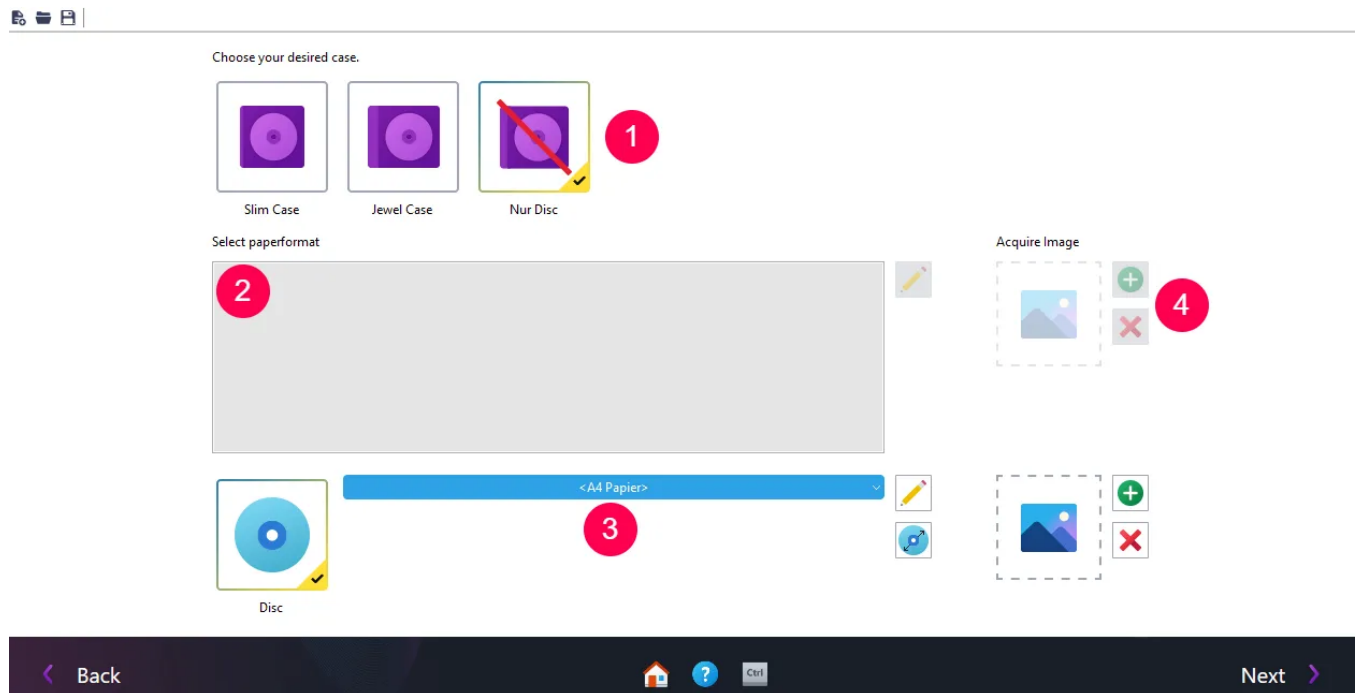 Choose your desired case.
1
Slim Case
Jewel Case
Nur Disc
Select paperformat
Acquire Image
2
4
<A4 Papier>
3
Disc
Back
?
Ctrl
Next